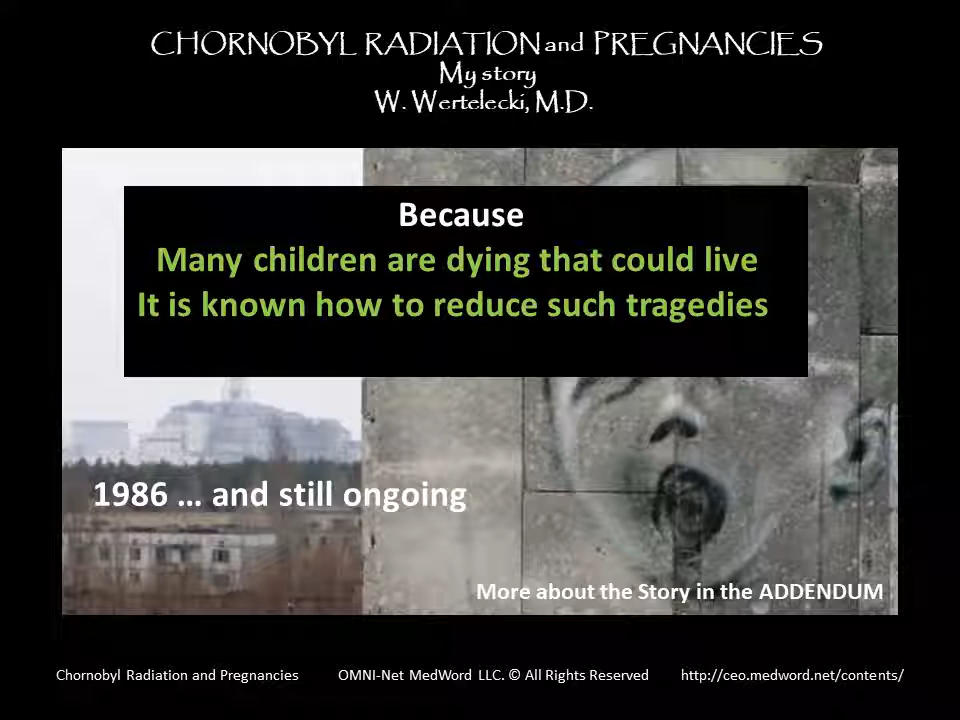 CHORNOBYL RADIATION and PREGNANCIES
My story
W. Wertelecki, M.D.
Because
Many children are dying that could live
It is known how to reduce such tragedies
1986 … and still ongoing
More about the Story in the ADDENDUM
Chornobyl Radiation and Pregnancies OMNI-Net MedWord LLC. © All Rights Reserved http://ceo.medword.net/contents/